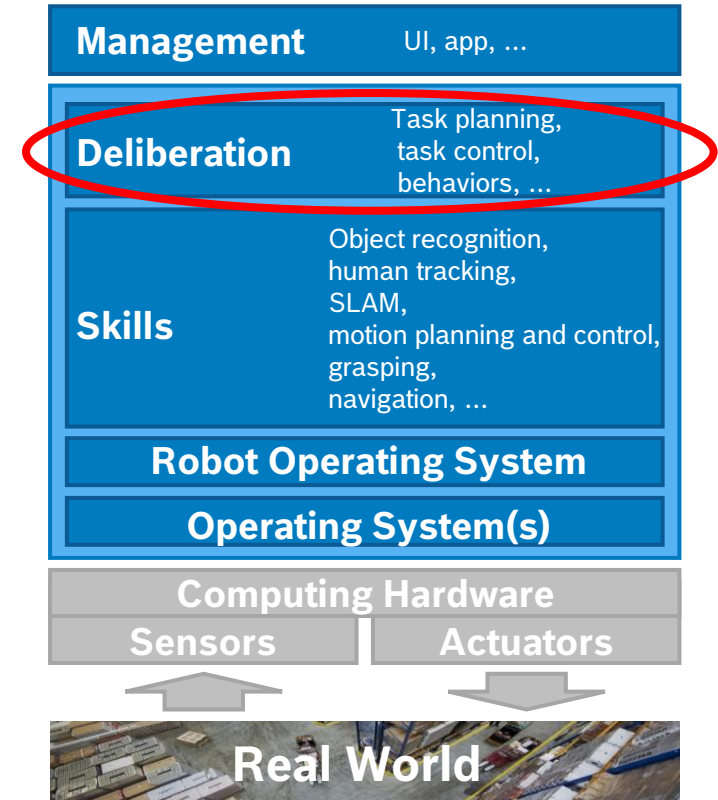 Management
UI, app, ...
Deliberation
Task planning,
task control,
behaviors, ...
Skills
Object recognition,
human tracking,
SLAM,
motion planning and control,
grasping,
navigation, ...
Robot Operating System
Operating System(s)
Computing Hardware
Sensors
Actuators
Real World